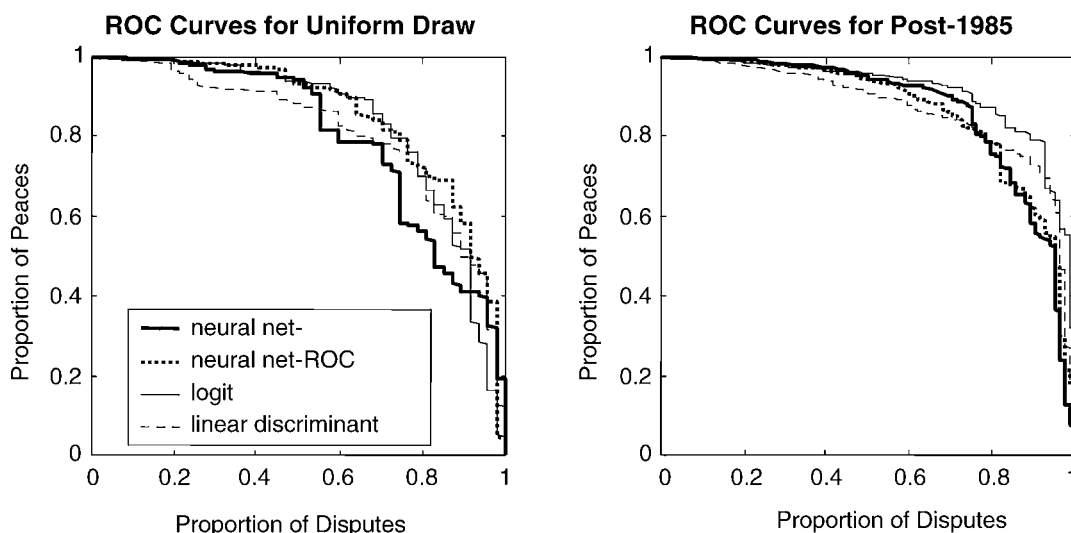 ROC Curves for Uniform Draw
1
0.8
0.6
0.4
0.2
0
Proportion of Peaces
neural net-
neural net-ROC
logit
linear discriminant
0 0.2 0.4 0.6 0.8 1
Proportion of Disputes
ROC Curves for Post-1985
1
0.8
0.6
0.4
0.2
0
Proportion of Peaces
0 0.2 0.4 0.6 0.8 1
Proportion of Disputes